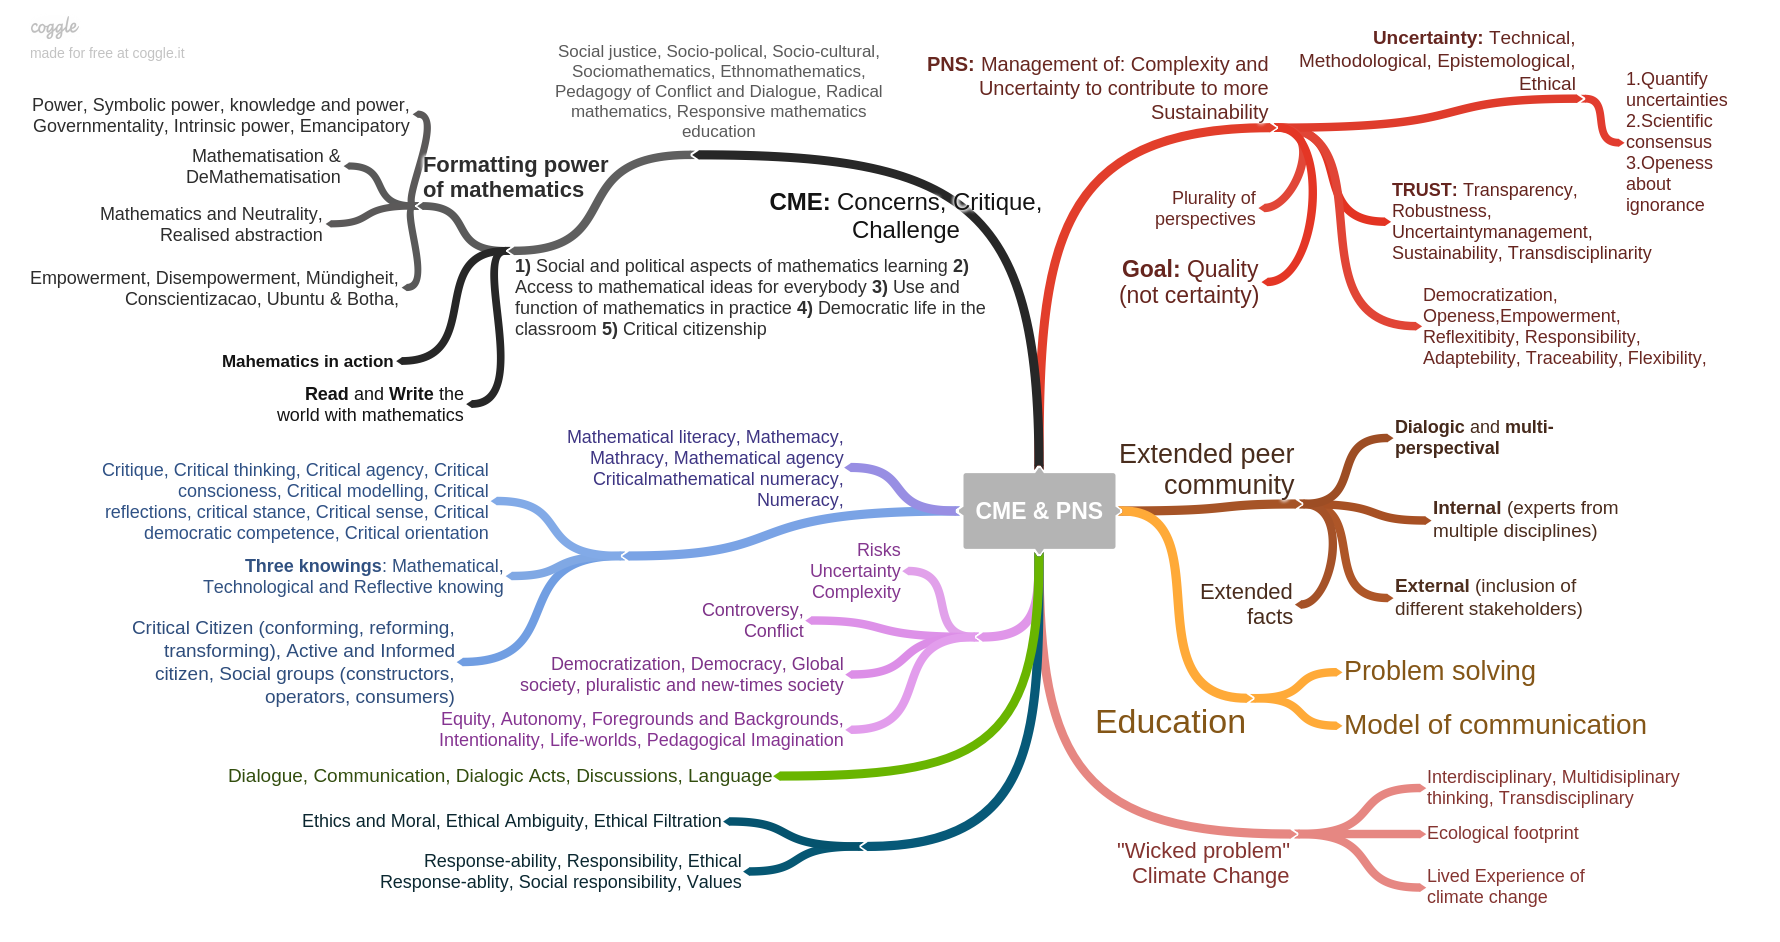 coggle
made for free at coggle.it
Social justice, Socio-polical, Socio-cultural,
Sociomathematics, Ethnomathematics,
Pedagogy of Conflict and Dialogue, Radical
mathematics, Responsive mathematics
education
CME: Concerns, Critique,
Challenge
Formatting power
of mathematics
Power, Symbolic power, knowledge and power,
Governmentality, Intrinsic power, Emancipatory
Mathematisation &
DeMathematisation
Mathematics and Neutrality,
Realised abstraction
Empowerment, Disempowerment, Mündigheit,
Conscientizacao, Ubuntu & Botha,
1) Social and political aspects of mathematics learning 2)
Access to mathematical ideas for everybody 3) Use and
function of mathematics in practice 4) Democratic life in the
classroom 5) Critical citizenship
Mahematics in action
Read and Write the
world with mathematics
Mathematical literacy, Mathemacy,
Mathracy, Mathematical agency
Criticalmathematical numeracy,
Numeracy,
Critique, Critical thinking, Critical agency, Critical
conscioness, Critical modelling, Critical
reflections, critical stance, Critical sense, Critical
democratic competence, Critical orientation
Three knowings: Mathematical,
Technological and Reflective knowing
Critical Citizen (conforming, reforming,
transforming), Active and Informed
citizen, Social groups (constructors,
operators, consumers)
Risks
Uncertainty
Complexity
Controversy,
Conflict
Democratization, Democracy, Global
society, pluralistic and new-times society
Equity, Autonomy, Foregrounds and Backgrounds,
Intentionality, Life-worlds, Pedagogical Imagination
Dialogue, Communication, Dialogic Acts, Discussions, Language
Ethics and Moral, Ethical Ambiguity, Ethical Filtration
Response-ability, Responsibility, Ethical
Response-ablity, Social responsibility, Values
CME & PNS
PNS: Management of: Complexity and
Uncertainty to contribute to more
Sustainability
Uncertainty: Technical,
Methodological, Epistemological,
Ethical
1.Quantify
uncertainties
2.Scientific
consensus
3.Openess
about
ignorance
Plurality of
perspectives
Goal: Quality
(not certainty)
TRUST: Transparency,
Robustness,
Uncertaintymanagement,
Sustainability, Transdisciplinarity
Democratization,
Openess,Empowerment,
Reflexitibity, Responsibility,
Adaptebility, Traceability, Flexibility,
Extended peer
community
Dialogic and multi-
perspectival
Internal (experts from
multiple disciplines)
External (inclusion of
different stakeholders)
Extended
facts
Education
Problem solving
Model of communication
"Wicked problem"
Climate Change
Interdisciplinary, Multidisiplinary
thinking, Transdisciplinary
Ecological footprint
Lived Experience of
climate change